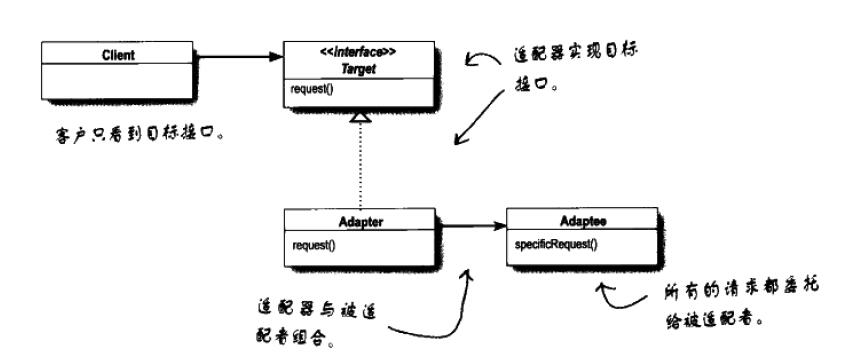 Client
<<Interface>>
Target
request()
适配器实现目标
接口。
客户只看到目标接口。
Adapter
request()
Adaptee
specificRequest()
适配器与被适
配者组合。
所有的请求都委托
给被适配者。